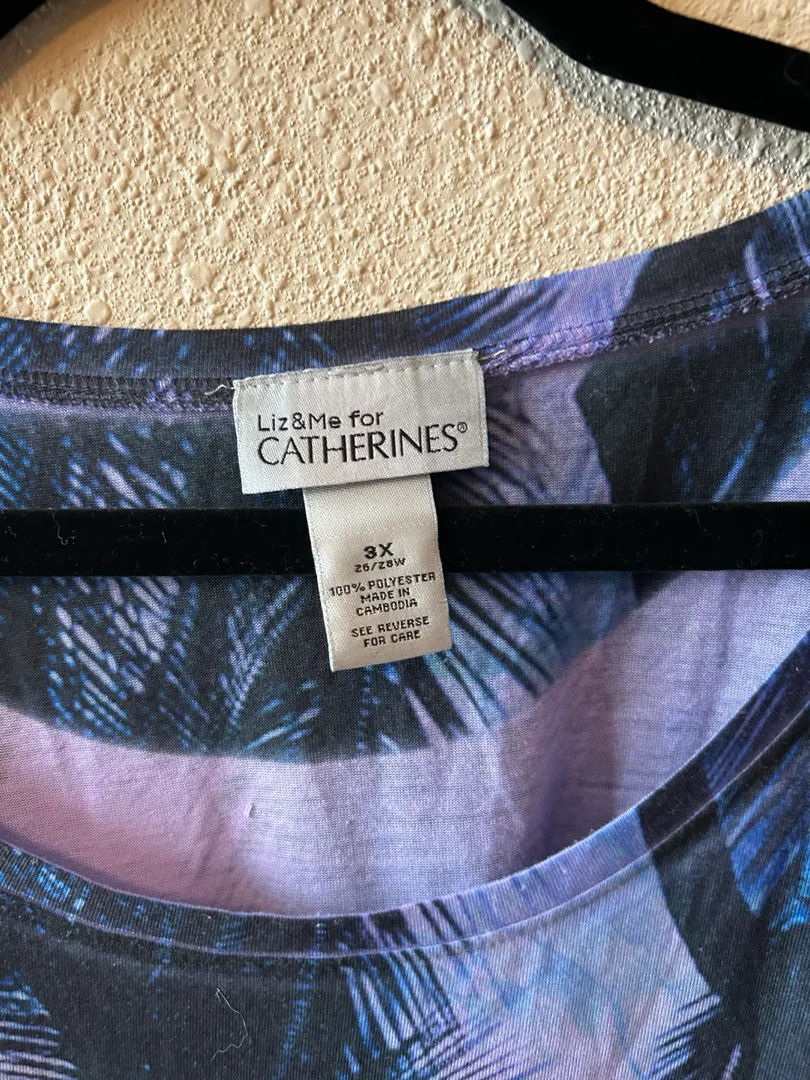 Liz&Me for
CATHERINES®
3X
26/28W
100% POLYESTER
MADE IN
CAMBODIA
SEE REVERSE
FOR CARE